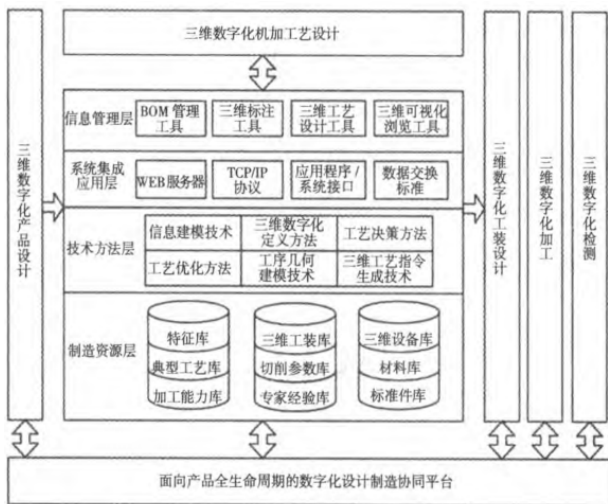 三维数字化产品设计
三维数字化机加工艺设计
信息管理层
BOM 管理
工具
三维标注
工具
三维工艺
设计工具
三维可视化
浏览工具
系统集成
应用层
WEB服务器
TCP/IP
协议
应用程序/
系统接口
数据交换
标准
技术方法层
信息建模技术
三维数字化
定义方法
工艺决策方法
工艺优化方法
工序几何
建模技术
三维工艺指令
生成技术
制造资源层
特征库
典型工艺库
加工能力库
三维工装库
切削参数库
专家经验库
三维设备库
材料库
标准件库
三维数字化工装设计
三维数字化加工
三维数字化检测
面向产品全生命周期的数字化设计制造协同平台